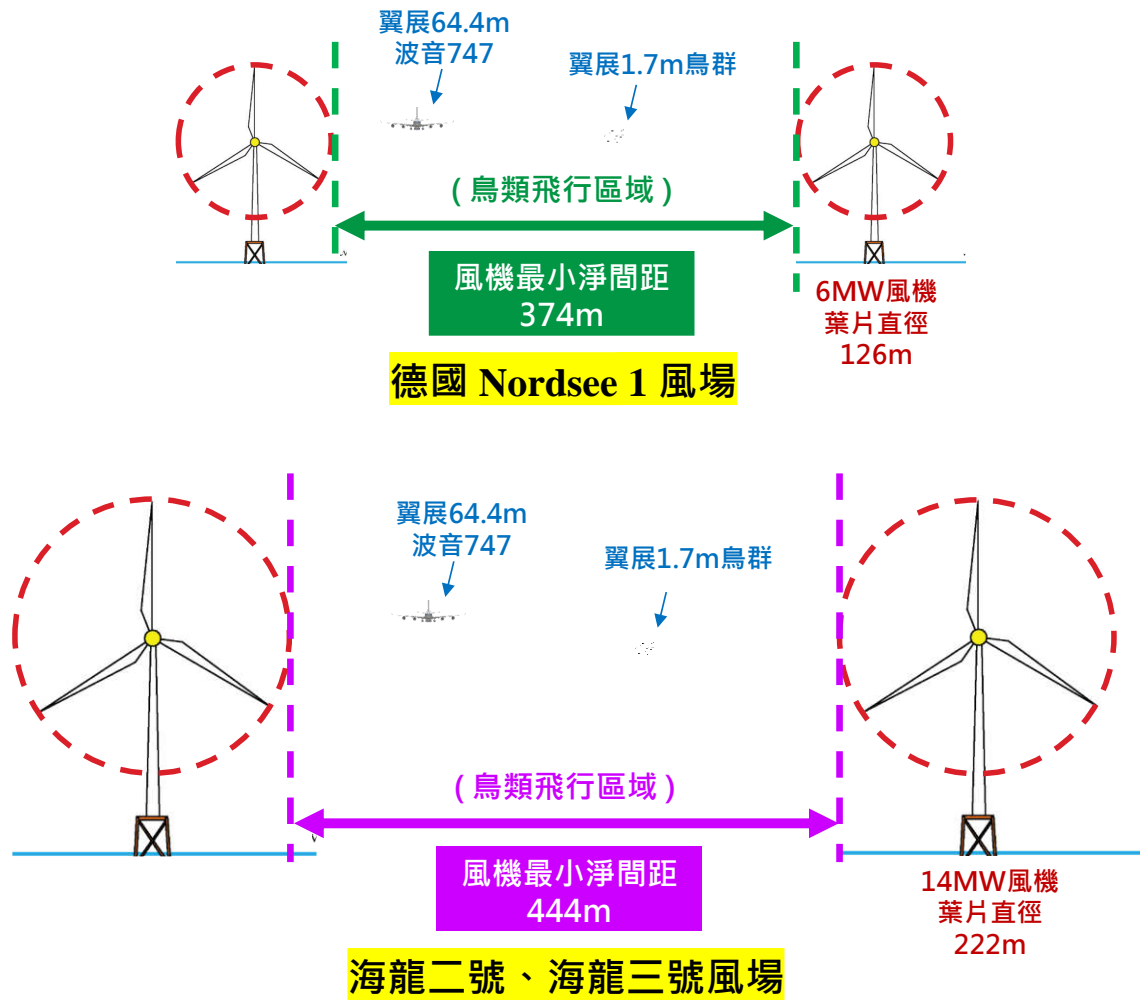 翼展64.4m
波音747
翼展1.7m鳥群
(鳥類飛行區域)
風機最小淨間距
374m
6MW風機
葉片直徑
126m
德國 Nordsee 1 風場
翼展64.4m
波音747
翼展1.7m鳥群
(鳥類飛行區域)
風機最小淨間距
444m
14MW風機
葉片直徑
222m
海龍二號、海龍三號風場